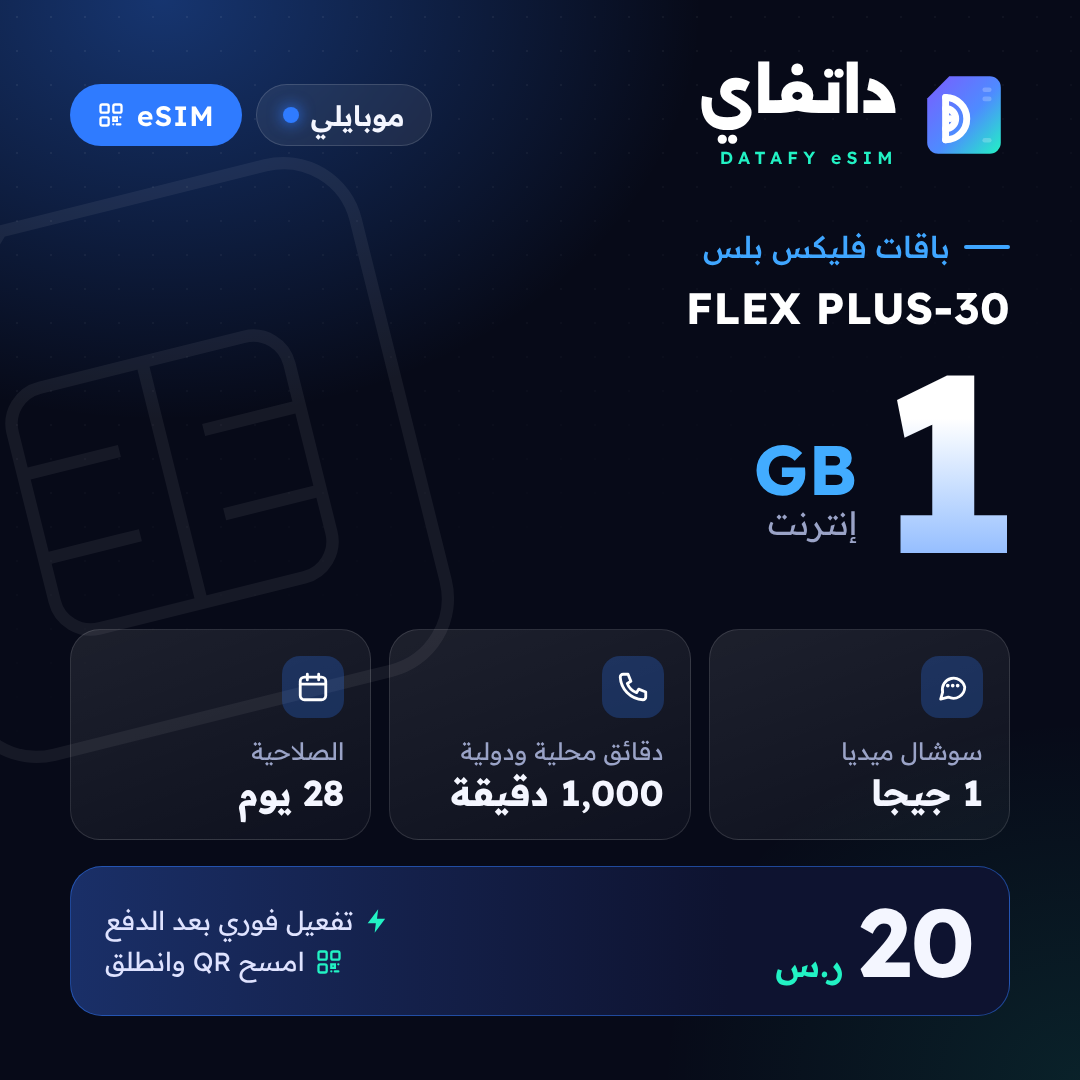 داتفاي
DATAFY eSIM
موبايلي
eSIM
باقات فليكس بلس
FLEX PLUS-30
1
GB
إنترنت
سوشال ميديا
1 جيجا
دقائق محلية ودولية
1,000 دقيقة
الصلاحية
28 يوم
20 ر.س
تفعيل فوري بعد الدفع
امسح QR وانطلق